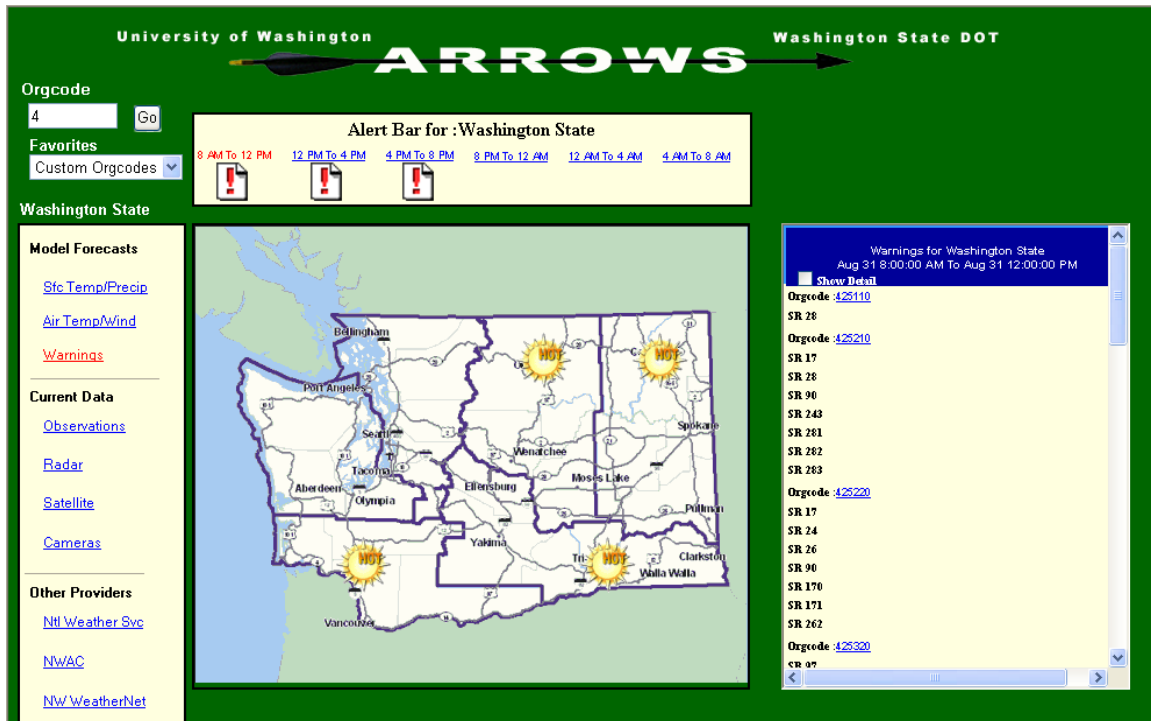 University of Washington
ARROWS
Washington State DOT
Orgcode
4
Go
Favorites
Custom Orgcodes
Washington State
Alert Bar for :Washington State
8 AM To 12 PM
12 PM To 4 PM
4 PM To 8 PM
8 PM To 12 AM
12 AM To 4 AM
4 AM To 8 AM
Model Forecasts
Sfc Temp/Precip
Air Temp/Wind
Warnings
Current Data
Observations
Radar
Satellite
Cameras
Other Providers
Ntl Weather Svc
NWAC
NW WeatherNet
Bellingham
HOT
HOT
Port Angeles
Spokane
Seattl
Wenatchee
Tacoma
Moses Lake
Ellensburg
Aberdeen
Olympia
Pullman
Yakima
HOT
Tri-
HOT
Clarkston
Walla Walla
Vancouver
Warnings for Washington State
Aug 31 8:00:00 AM To Aug 31 12:00:00 PM
Show Detail
Orgcode :425110
SR 28
Orgcode :425210
SR 17
SR 28
SR 90
SR 243
SR 281
SR 282
SR 283
Orgcode :425220
SR 17
SR 24
SR 26
SR 90
SR 170
SR 171
SR 262
Orgcode :425320
SR 97